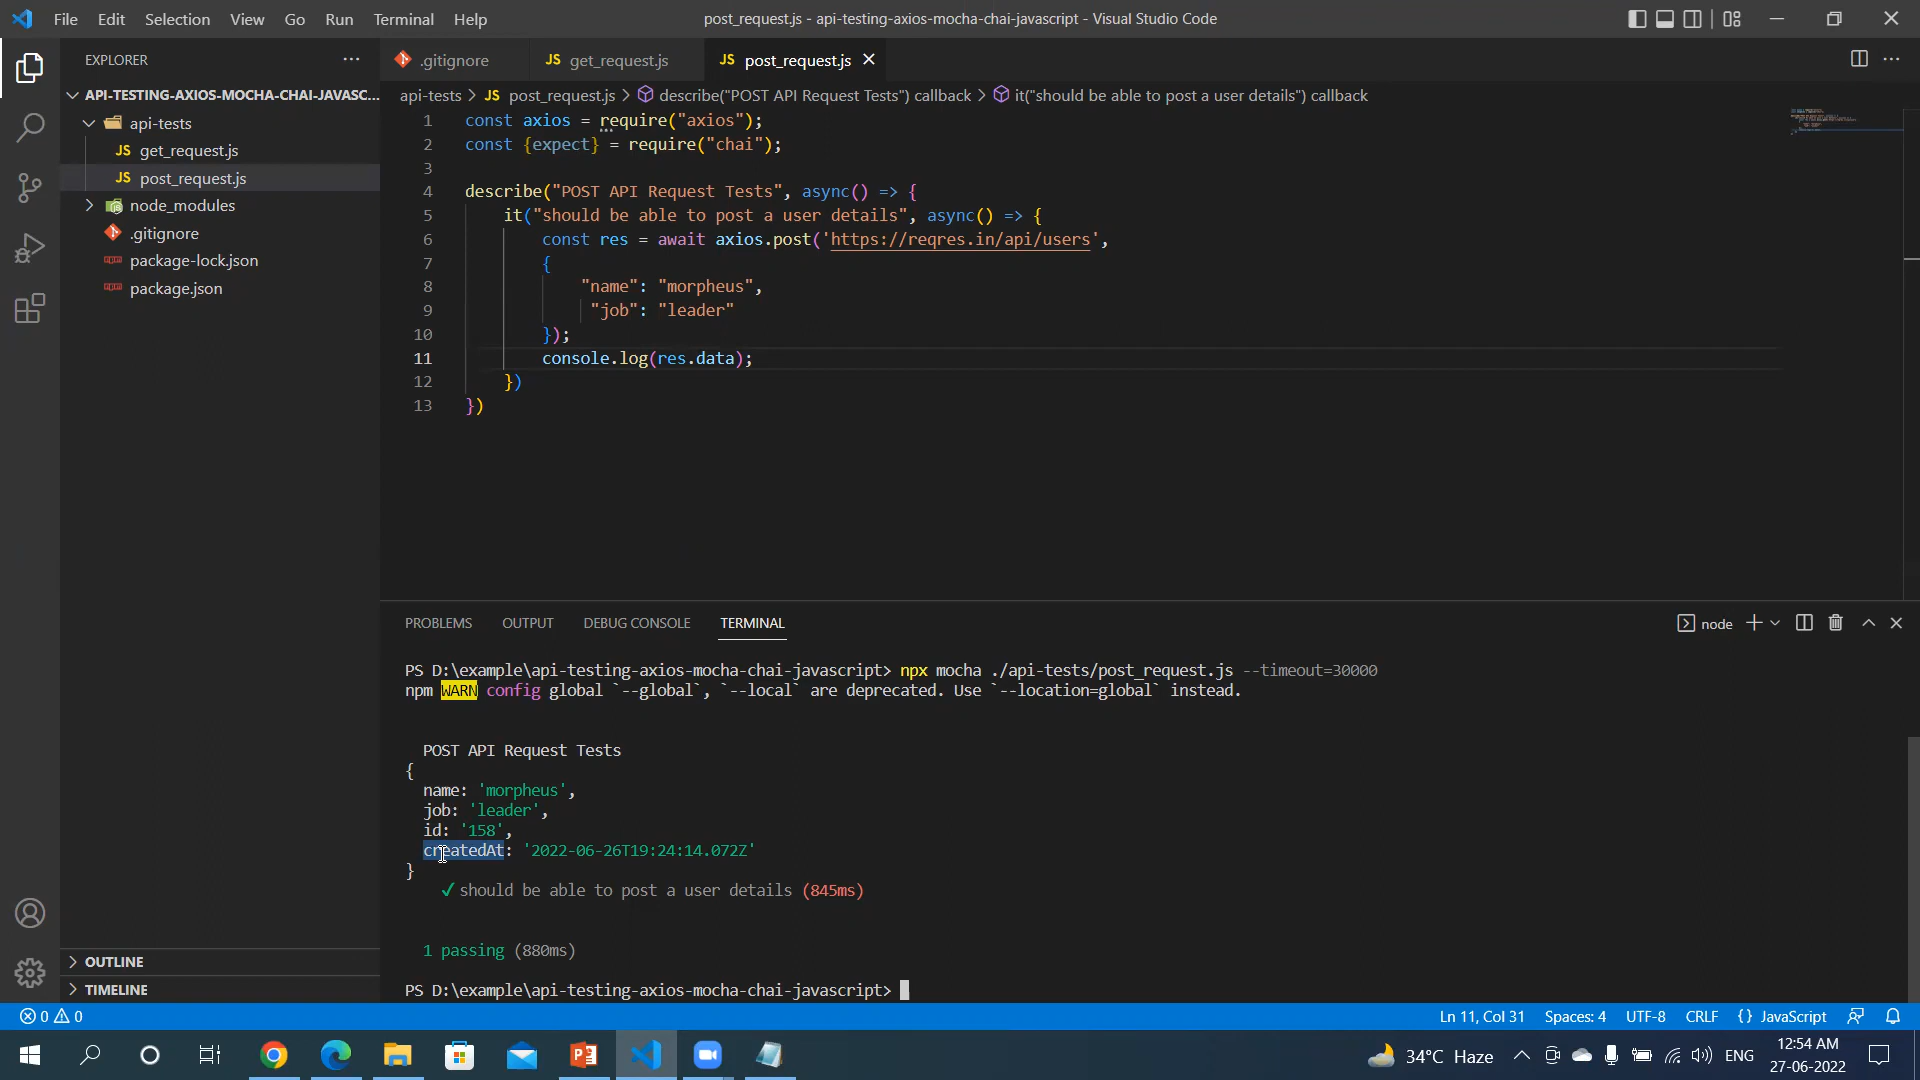 File Edit Selection View Go Run Terminal Help
post_request.js - api-testing-axios-mocha-chai-javascript - Visual Studio Code
EXPLORER
API-TESTING-AXIOS-MOCHA-CHAI-JAVASC...
api-tests
JS get_request.js
JS post_request.js
node_modules
.gitignore
package-lock.json
package.json
OUTLINE
TIMELINE
.gitignore
JS get_request.js
JS post_request.js
api-tests > JS post_request.js > describe("POST API Request Tests") callback > it("should be able to post a user details") callback
1 const axios = require("axios");
2 const {expect} = require("chai");
3
4 describe("POST API Request Tests", async() => {
5 it("should be able to post a user details", async() => {
6 const res = await axios.post('https://reqres.in/api/users',
7 {
8 "name": "morpheus",
9 "job": "leader"
10 });
11 console.log(res.data);
12 })
13 })
PROBLEMS OUTPUT DEBUG CONSOLE TERMINAL
node
PS D:\example\api-testing-axios-mocha-chai-javascript> npx mocha ./api-tests/post_request.js --timeout=30000
npm WARN config global `--global`, `--local` are deprecated. Use `--location=global` instead.
POST API Request Tests
{
name: 'morpheus',
job: 'leader',
id: '158',
createdAt: '2022-06-26T19:24:14.072Z'
}
✓ should be able to post a user details (845ms)
1 passing (880ms)
PS D:\example\api-testing-axios-mocha-chai-javascript>
0 0
Ln 11, Col 31 Spaces: 4 UTF-8 CRLF {} JavaScript
34°C Haze
ENG
12:54 AM
27-06-2022